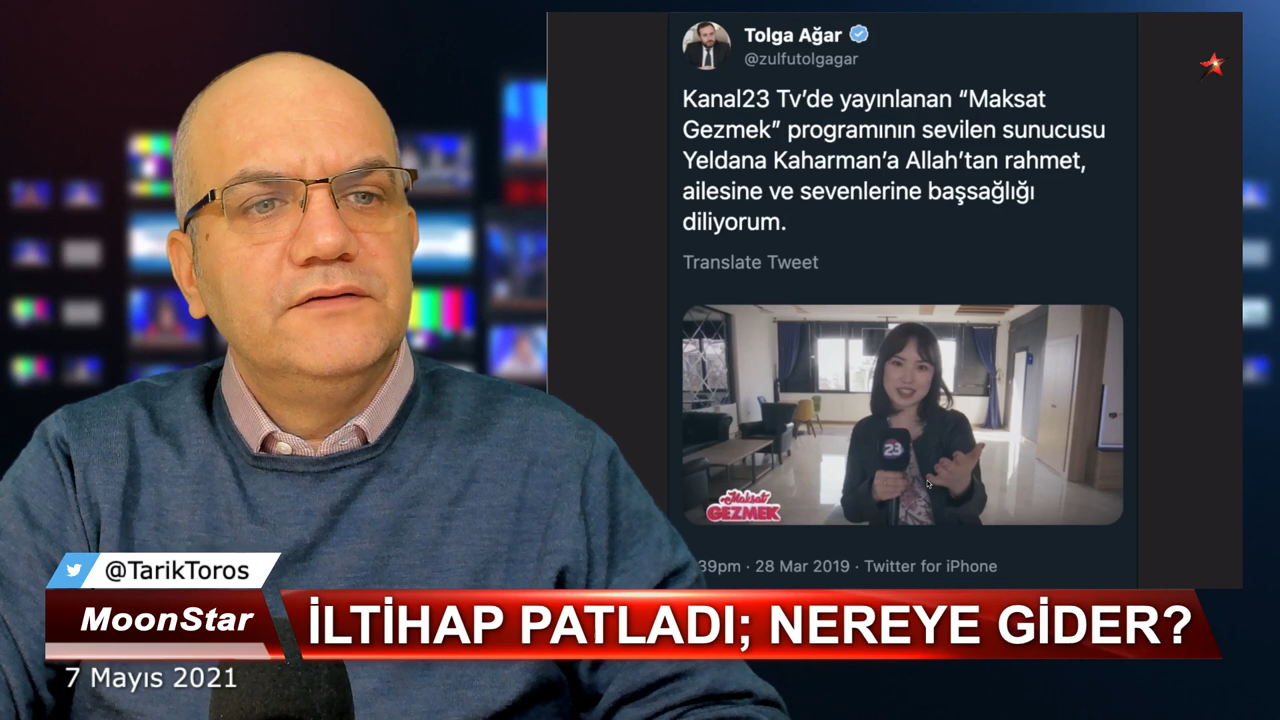 Tolga Ağar
@zulfutolgagar
Kanal23 Tv’de yayınlanan “Maksat
Gezmek” programının sevilen sunucusu
Yeldana Kaharman’a Allah’tan rahmet,
ailesine ve sevenlerine başsağlığı
diliyorum.
Translate Tweet
23
Maksat
GEZMEK
39pm · 28 Mar 2019 · Twitter for iPhone
@TarikToros
MoonStar
İLTİHAP PATLADI; NEREYE GİDER?
7 Mayıs 2021